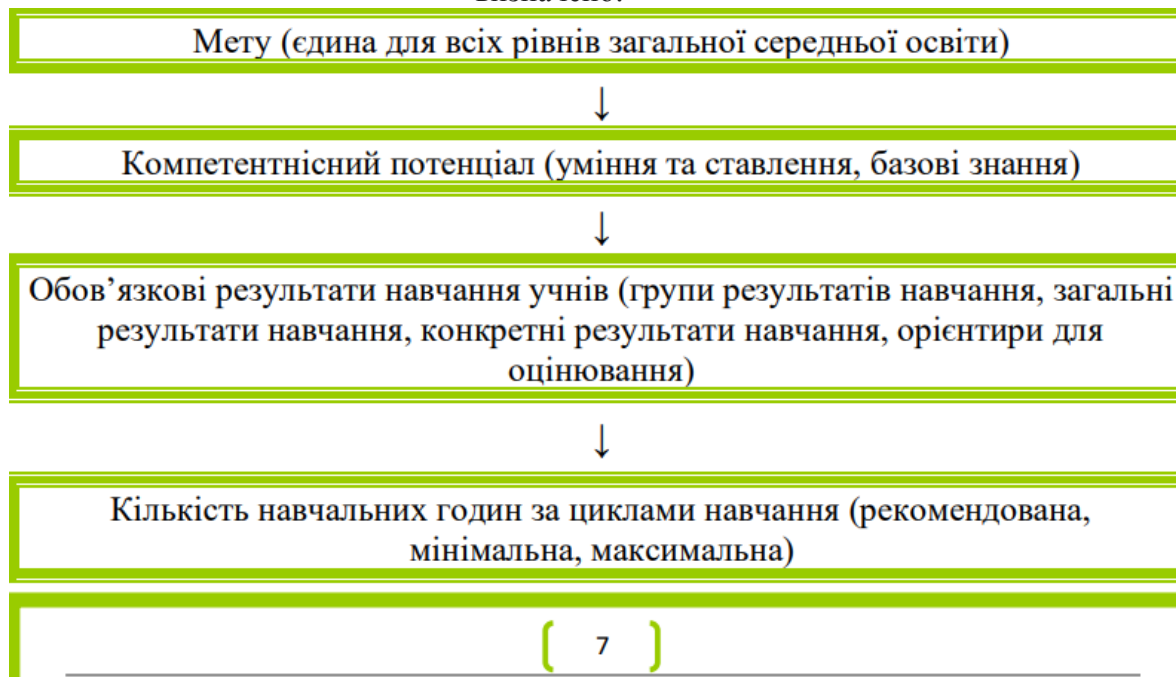 Мету (єдина для всіх рівнів загальної середньої освіти)
↓
Компетентнісний потенціал (уміння та ставлення, базові знання)
↓
Обов’язкові результати навчання учнів (групи результатів навчання, загальні
результати навчання, конкретні результати навчання, орієнтири для
оцінювання)
↓
Кількість навчальних годин за циклами навчання (рекомендована,
мінімальна, максимальна)
7